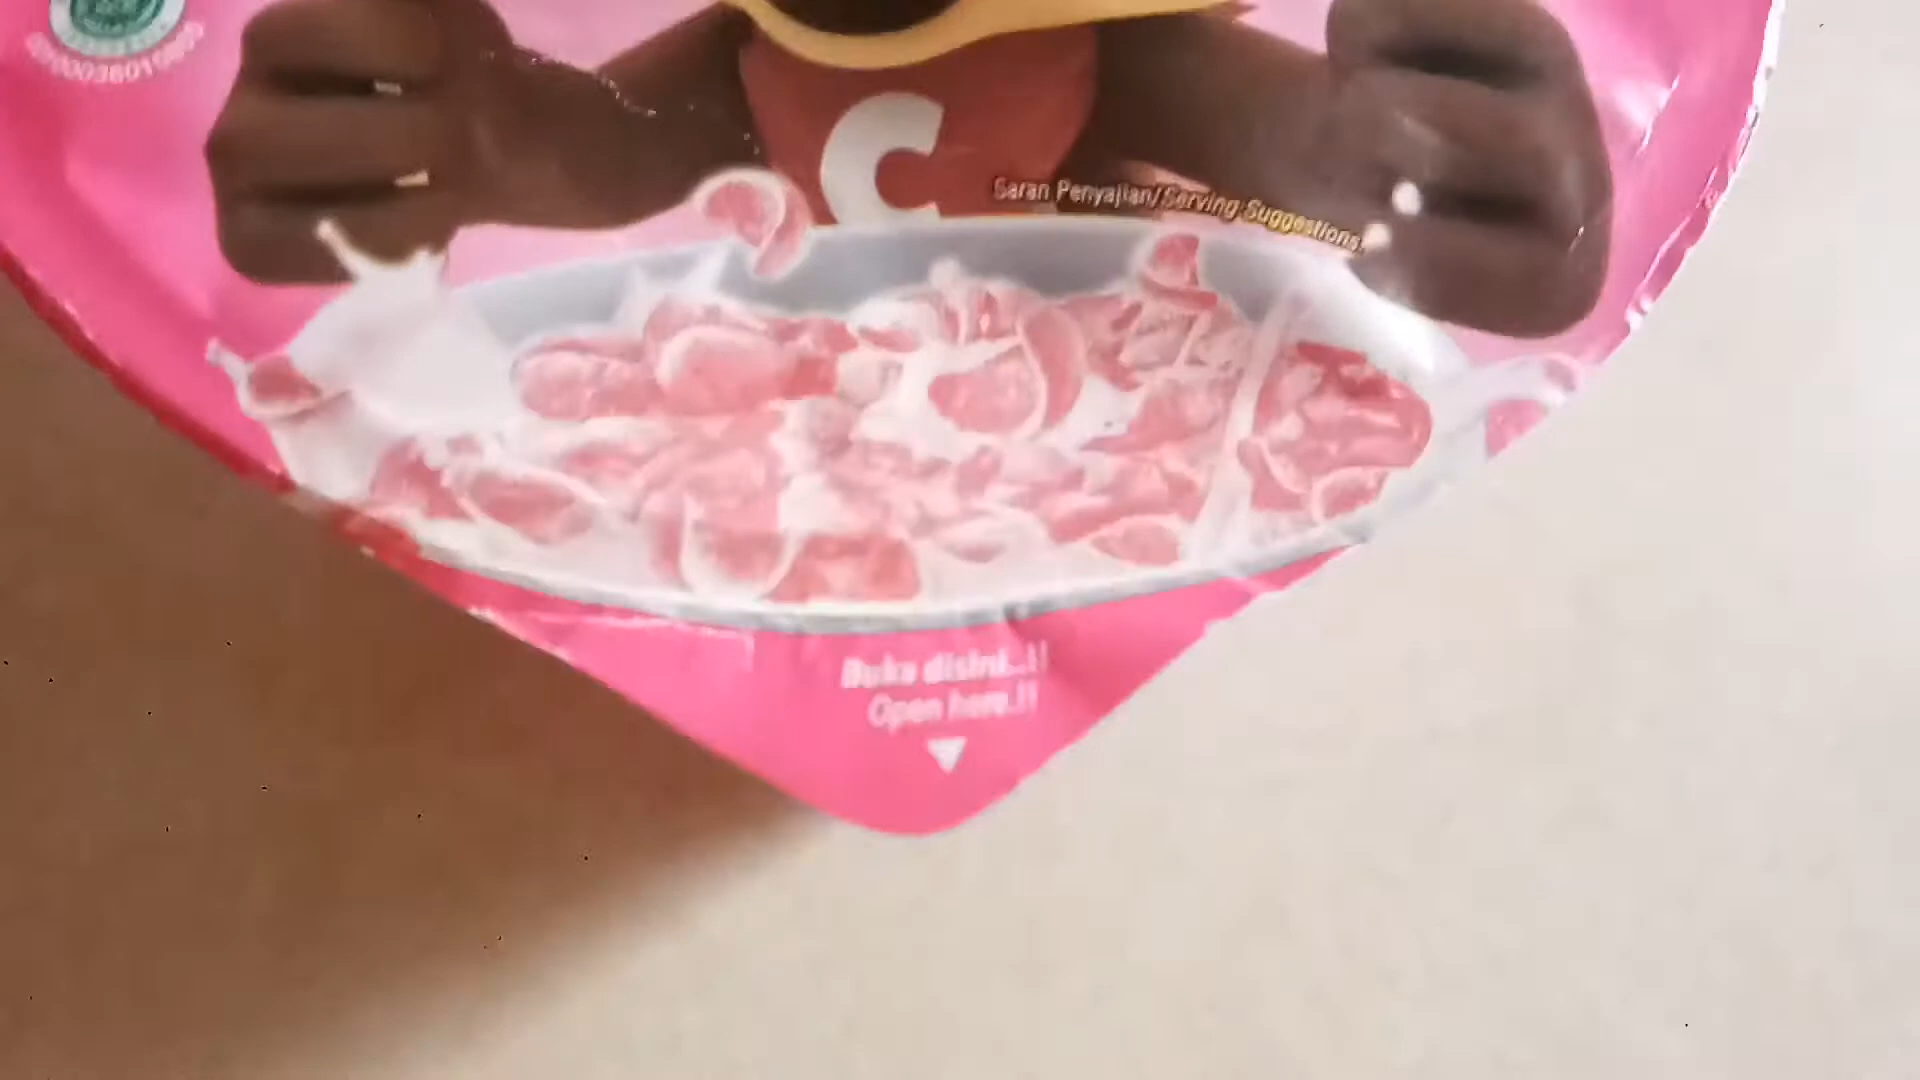 C
Saran Penyajian/Serving Suggestions.
Buka disini...!!
Open here.!!